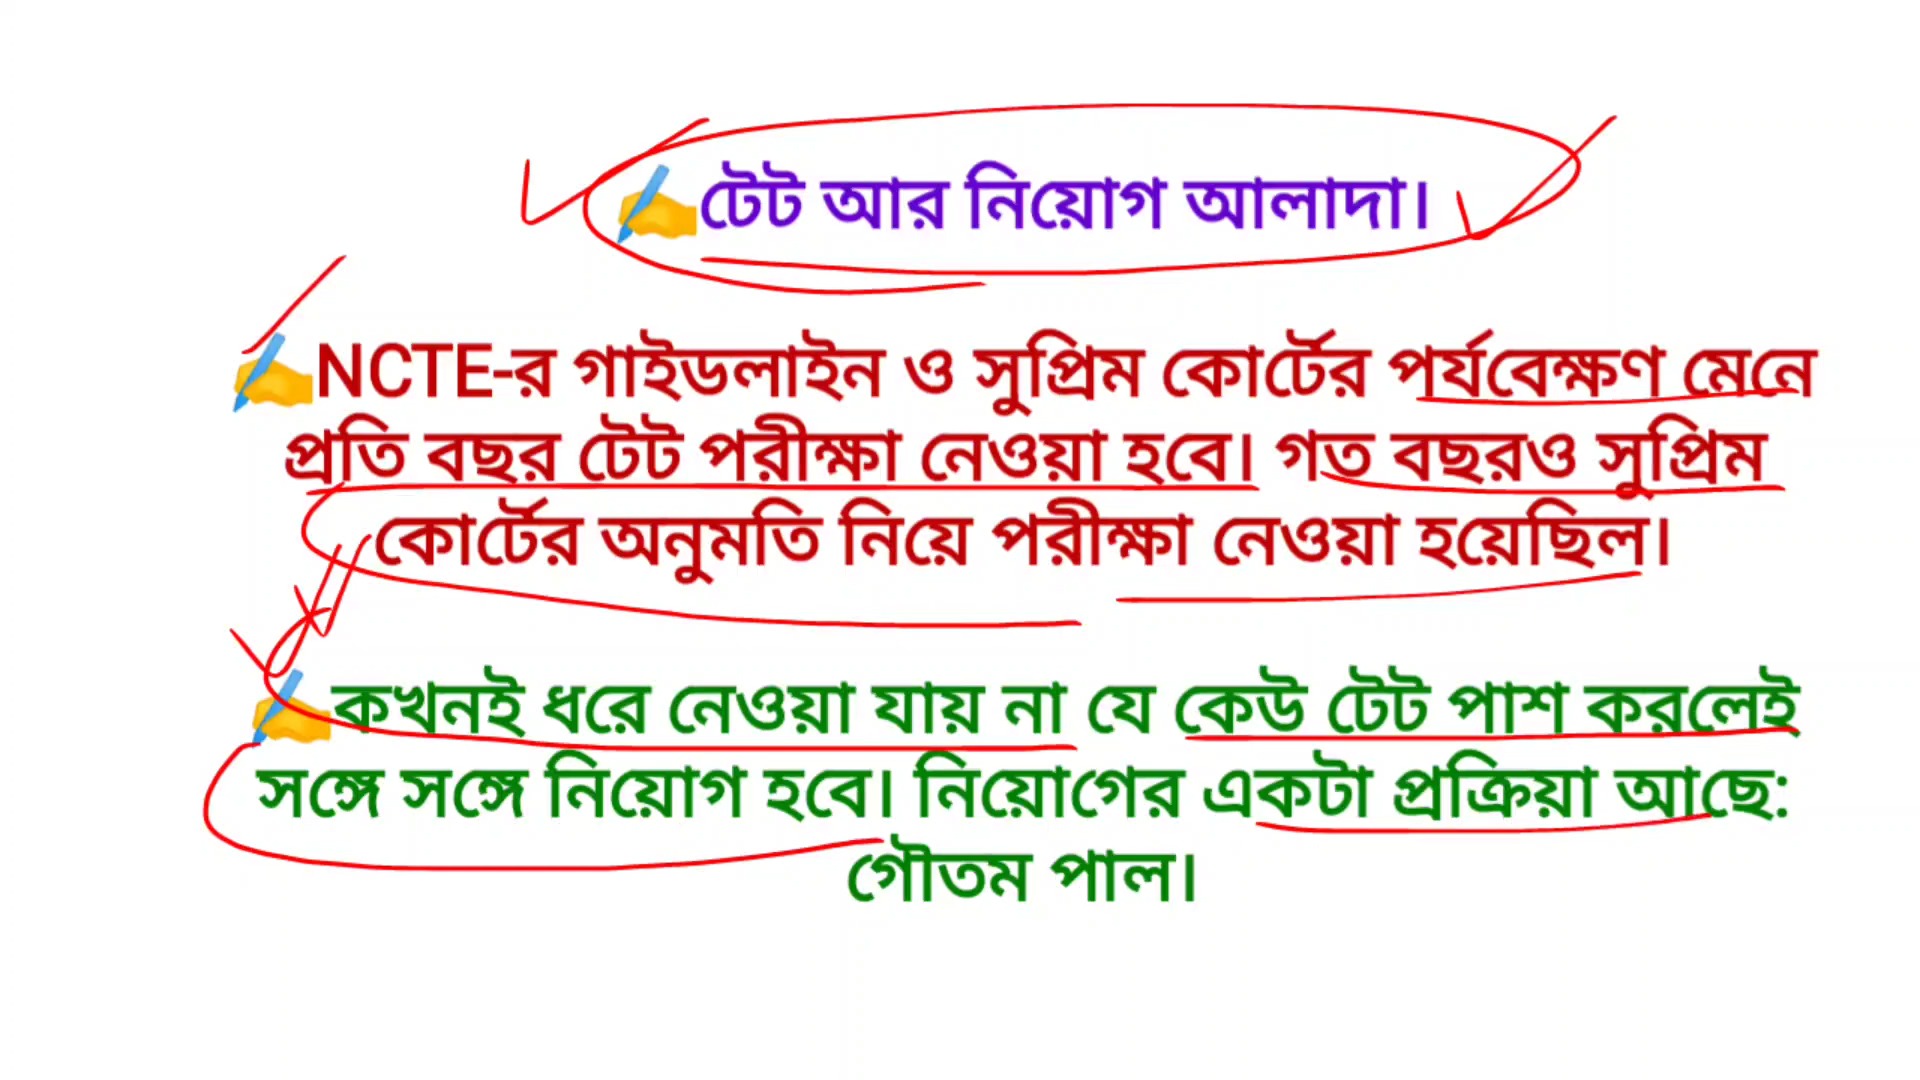 ✍️টেট আর নিয়োগ আলাদা।
✍️NCTE-র গাইডলাইন ও সুপ্রিম কোর্টের পর্যবেক্ষণ মেনে
প্রতি বছর টেট পরীক্ষা নেওয়া হবে। গত বছরও সুপ্রিম
কোর্টের অনুমতি নিয়ে পরীক্ষা নেওয়া হয়েছিল।
✍️কখনই ধরে নেওয়া যায় না যে কেউ টেট পাশ করলেই
সঙ্গে সঙ্গে নিয়োগ হবে। নিয়োগের একটা প্রক্রিয়া আছে:
গৌতম পাল।